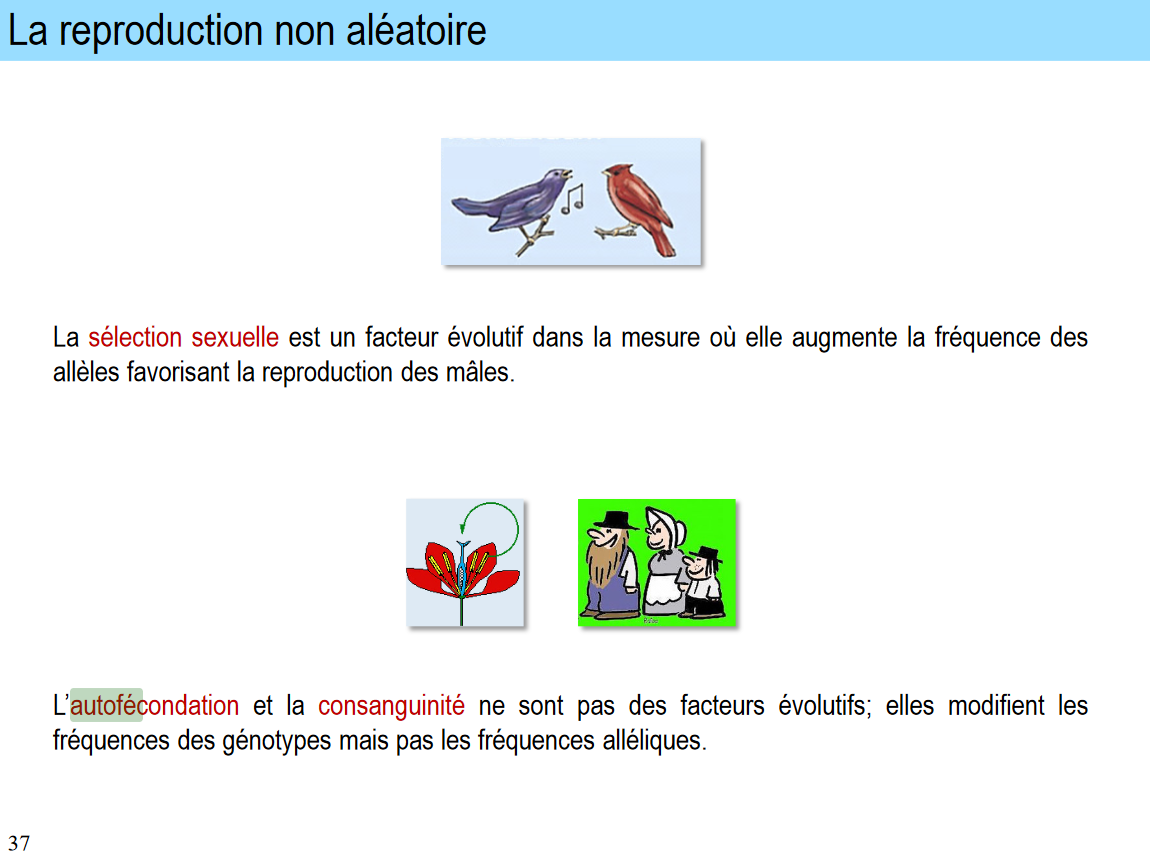 La reproduction non aléatoire
La sélection sexuelle est un facteur évolutif dans la mesure où elle augmente la fréquence des
allèles favorisant la reproduction des mâles.
L’autofécondation et la consanguinité ne sont pas des facteurs évolutifs; elles modifient les
fréquences des génotypes mais pas les fréquences alléliques.
37